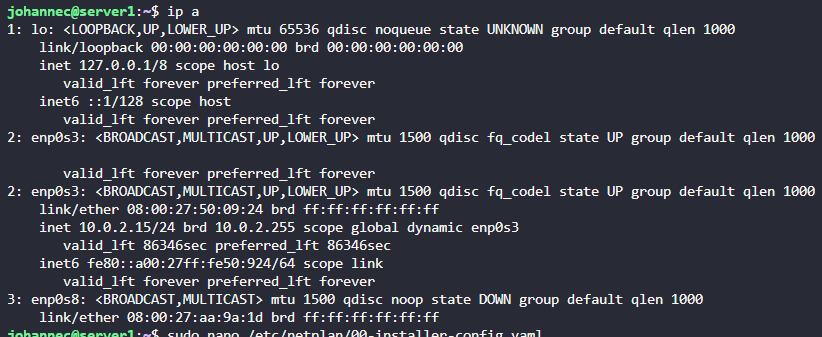 johannec@server1:~$ ip a
1: lo: <LOOPBACK,UP,LOWER_UP> mtu 65536 qdisc noqueue state UNKNOWN group default qlen 1000
link/loopback 00:00:00:00:00:00 brd 00:00:00:00:00:00
inet 127.0.0.1/8 scope host lo
valid_lft forever preferred_lft forever
inet6 ::1/128 scope host
valid_lft forever preferred_lft forever
2: enp0s3: <BROADCAST,MULTICAST,UP,LOWER_UP> mtu 1500 qdisc fq_codel state UP group default qlen 1000
valid_lft forever preferred_lft forever
2: enp0s3: <BROADCAST,MULTICAST,UP,LOWER_UP> mtu 1500 qdisc fq_codel state UP group default qlen 1000
link/ether 08:00:27:50:09:24 brd ff:ff:ff:ff:ff:ff
inet 10.0.2.15/24 brd 10.0.2.255 scope global dynamic enp0s3
valid_lft 86346sec preferred_lft 86346sec
inet6 fe80::a00:27ff:fe50:924/64 scope link
valid_lft forever preferred_lft forever
3: enp0s8: <BROADCAST,MULTICAST> mtu 1500 qdisc noop state DOWN group default qlen 1000
link/ether 08:00:27:aa:9a:1d brd ff:ff:ff:ff:ff:ff
johannec@server1:~$ sudo nano /etc/netplan/00-installer-config.yaml